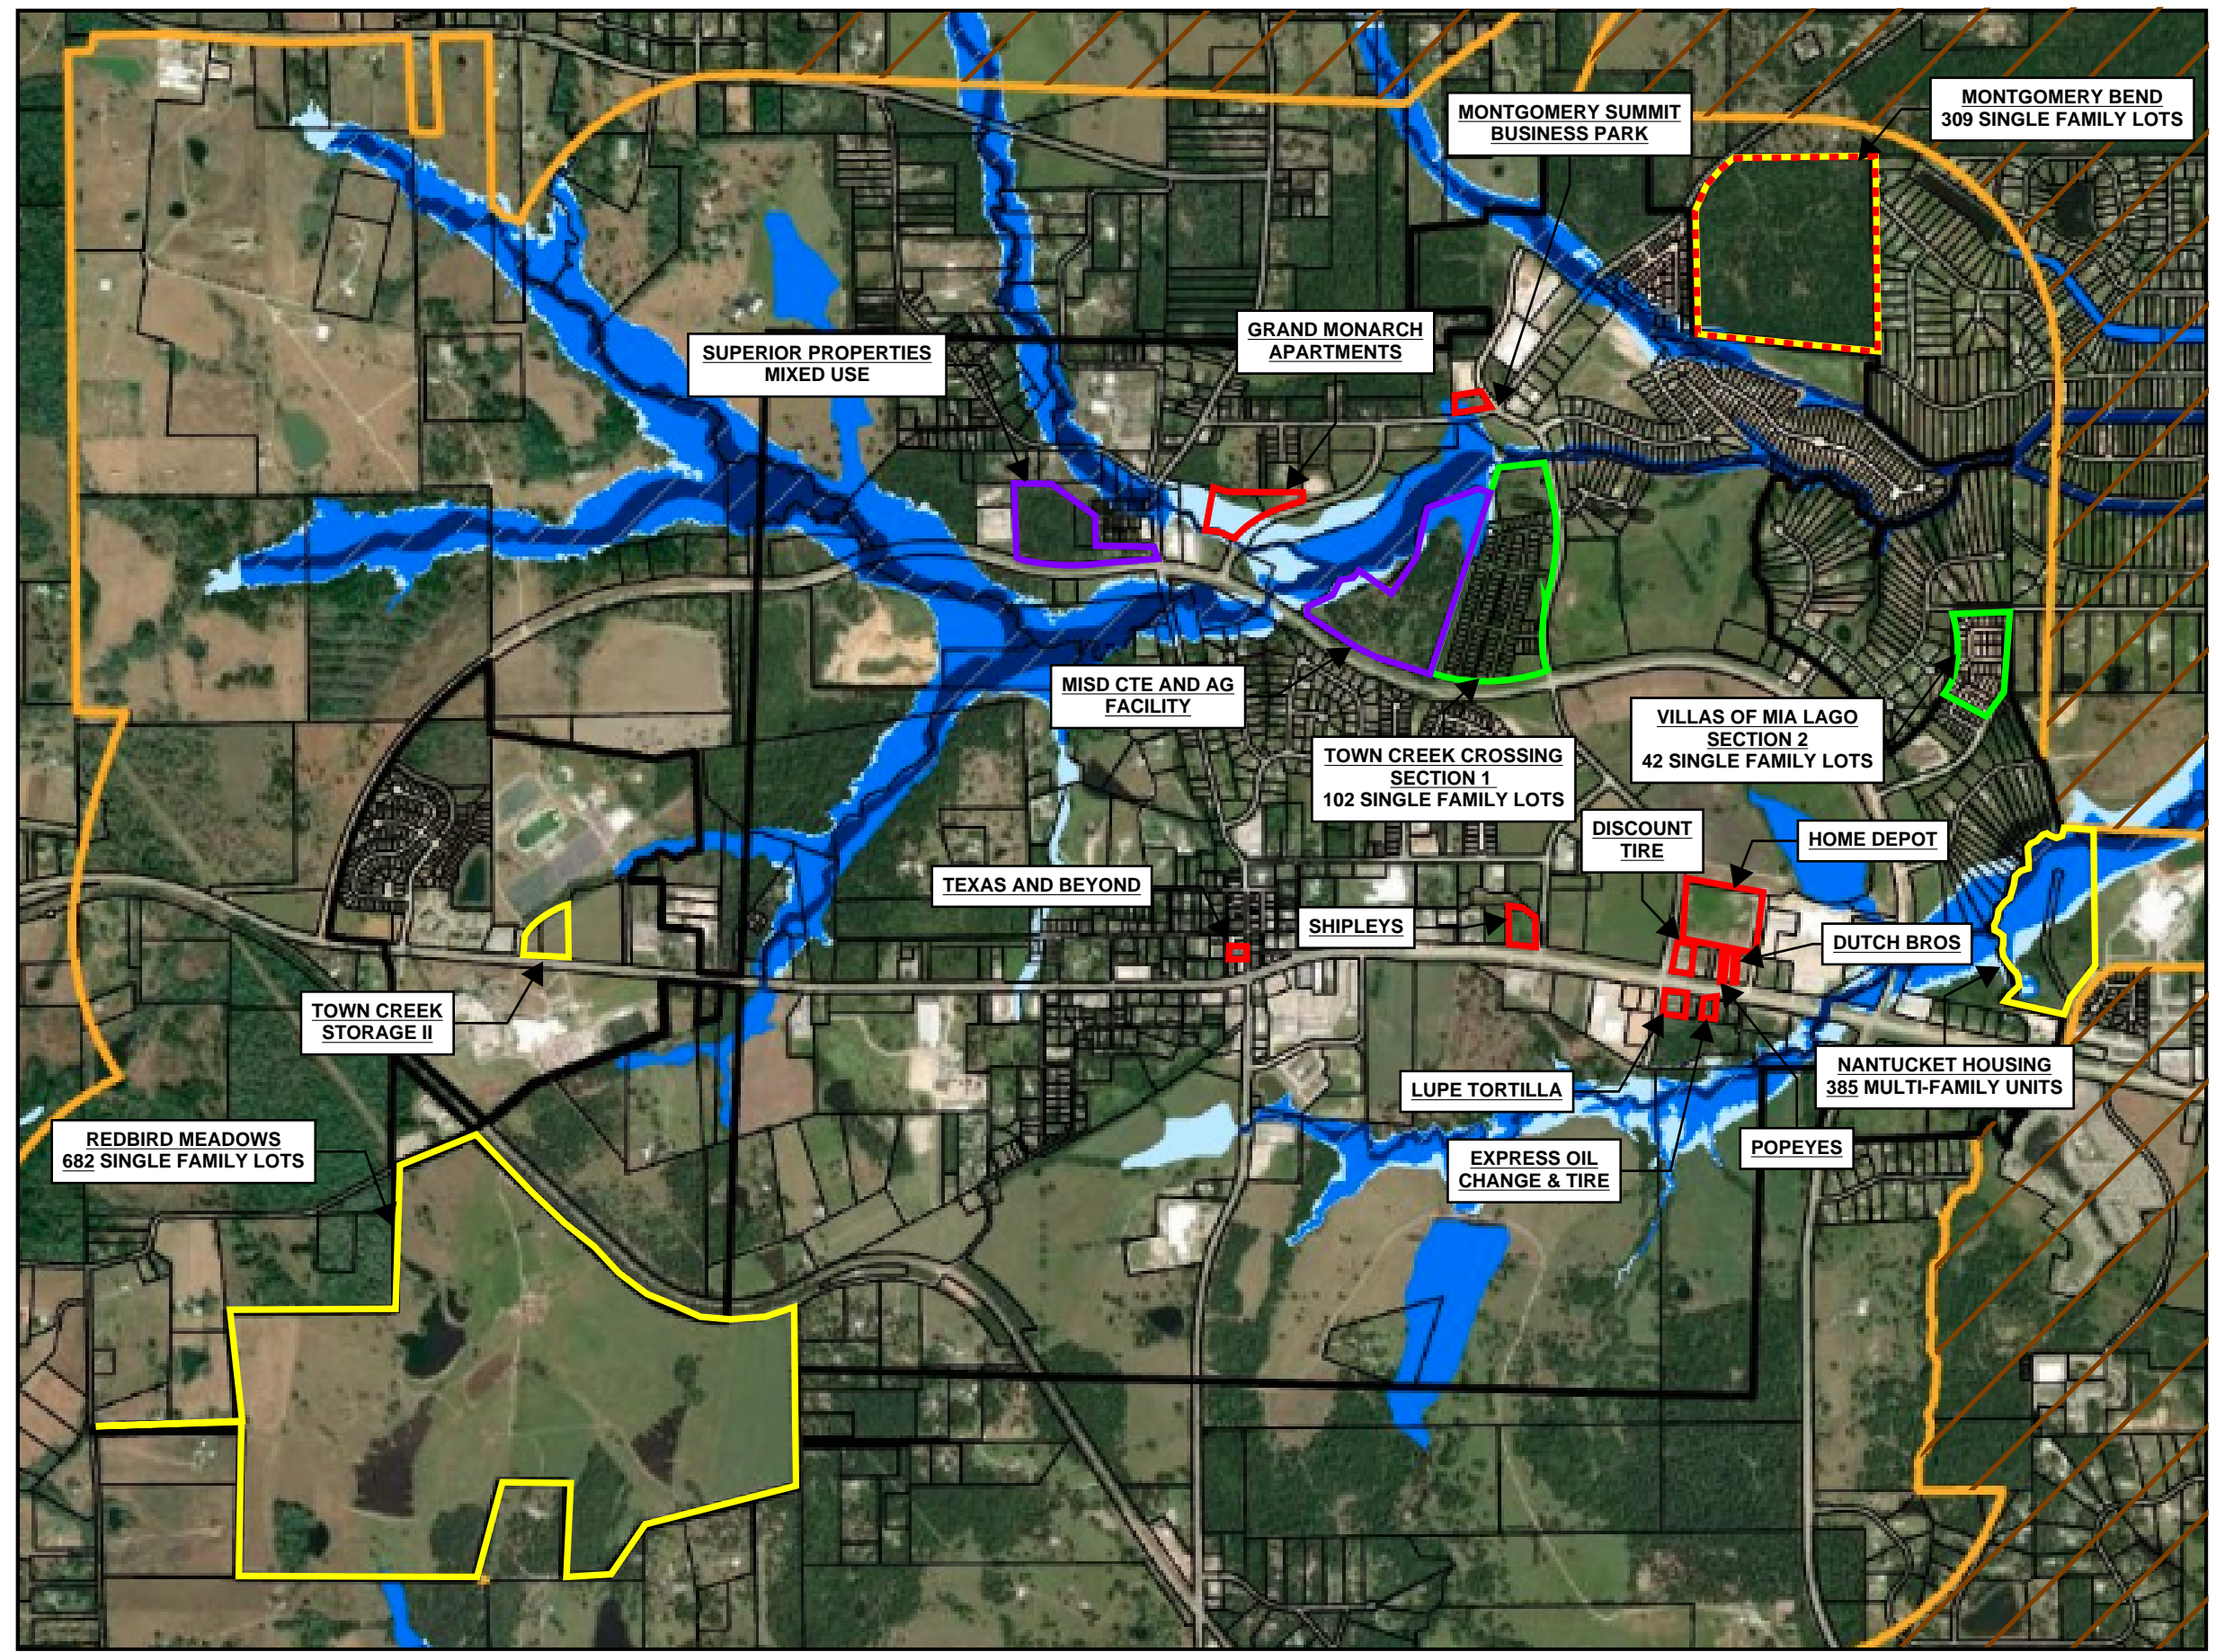 MONTGOMERY BEND
309 SINGLE FAMILY LOTS
MONTGOMERY SUMMIT
BUSINESS PARK
GRAND MONARCH
APARTMENTS
SUPERIOR PROPERTIES
MIXED USE
MISD CTE AND AG
FACILITY
VILLAS OF MIA LAGO
SECTION 2
42 SINGLE FAMILY LOTS
TOWN CREEK CROSSING
SECTION 1
102 SINGLE FAMILY LOTS
DISCOUNT
TIRE
HOME DEPOT
TEXAS AND BEYOND
SHIPLEYS
DUTCH BROS
TOWN CREEK
STORAGE II
NANTUCKET HOUSING
385 MULTI-FAMILY UNITS
LUPE TORTILLA
REDBIRD MEADOWS
682 SINGLE FAMILY LOTS
POPEYES
EXPRESS OIL
CHANGE & TIRE